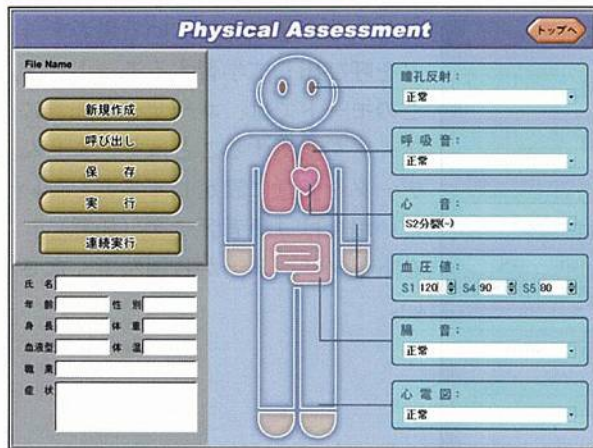 Physical Assessment
トップへ
File Name
新規作成
呼び出し
保 存
実 行
連続実行
氏 名
年 齢
性 別
身 長
体 重
血液型
体 温
職 業
症 状
瞳孔反射：
正常
呼 吸 音：
正常
心 音：
S2分裂(-)
血 圧 値：
S1 120 S4 90 S5 80
腸 音：
正常
心 電 図：
正常